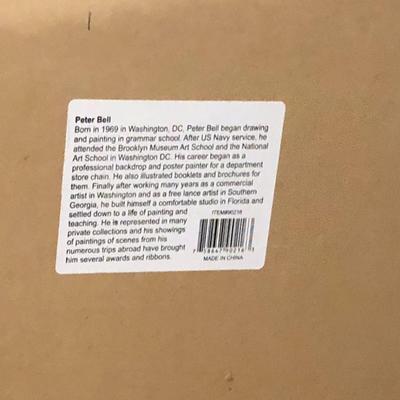 Peter Bell
Born in 1969 in Washington, DC, Peter Bell began drawing
and painting in grammar school. After US Navy service, he
attended the Brooklyn Museum Art School and the National
Art School in Washington DC. His career began as a
professional backdrop and poster painter for a department
store chain. He also illustrated booklets and brochures for
them. Finally after working many years as a commercial
artist in Washington and as a free lance artist in Southern
Georgia, he built himself a comfortable studio in Florida and
settled down to a life of painting and
teaching. He is represented in many
private collections and his showings
of paintings of scenes from his
numerous trips abroad have brought
him several awards and ribbons.
ITEM#90216
MADE IN CHINA